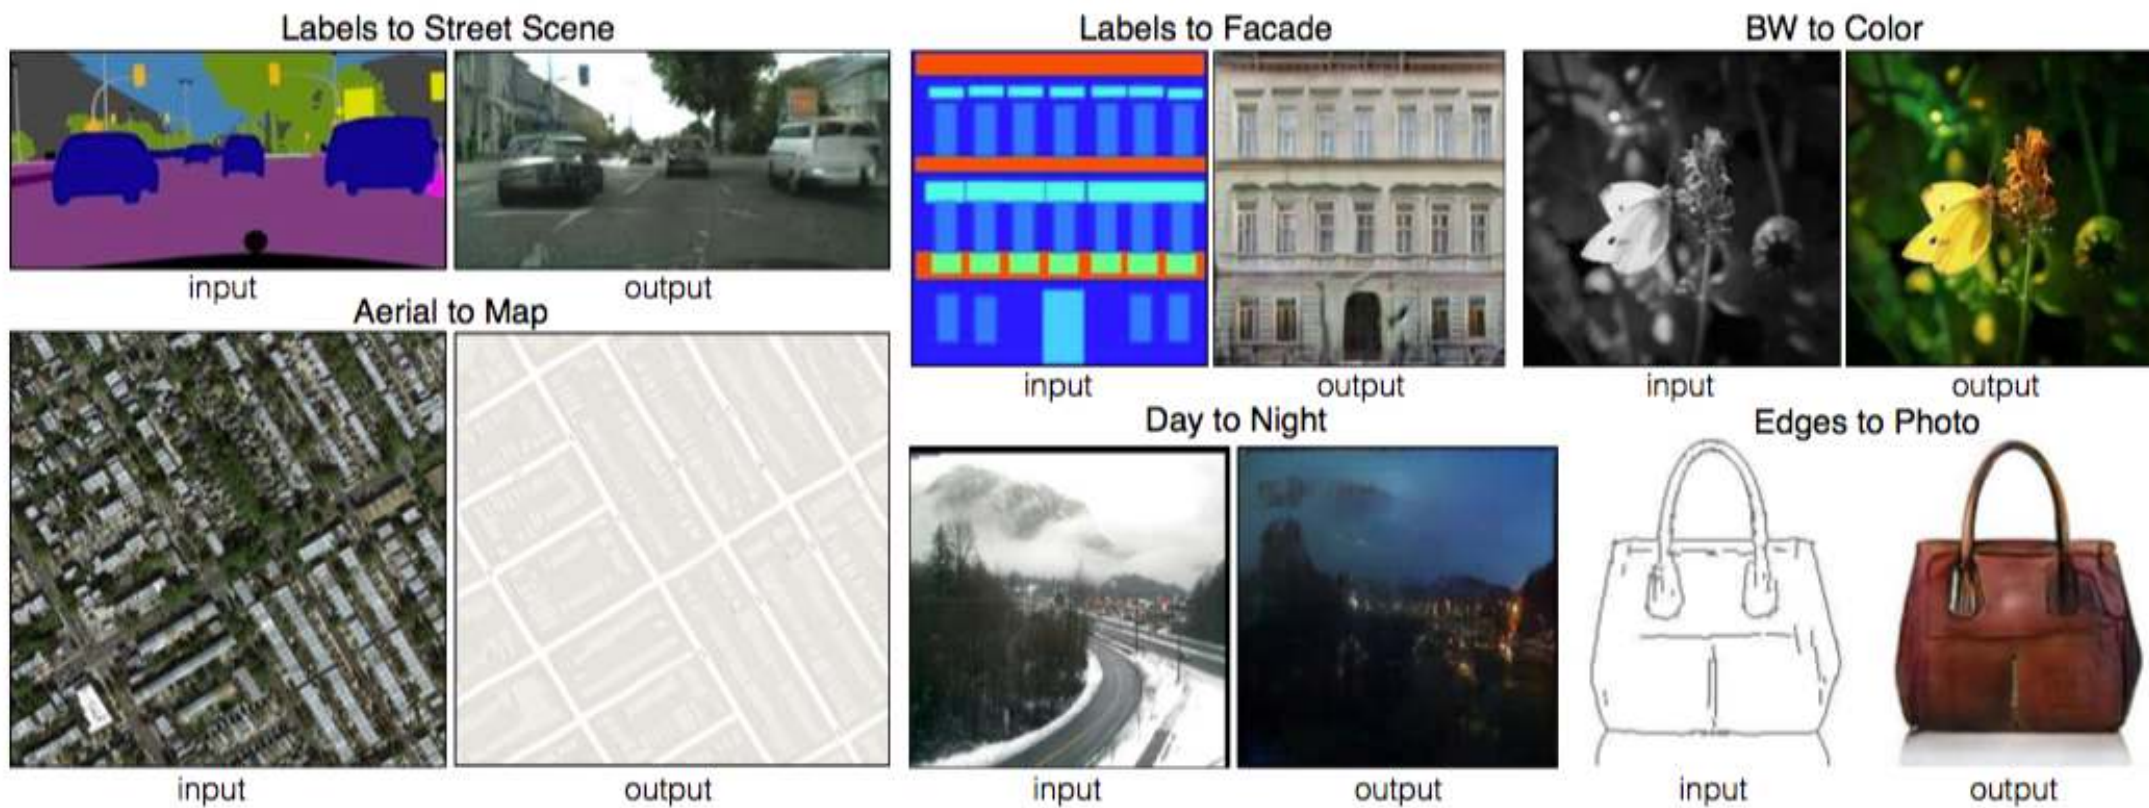 Labels to Street Scene
input
output
Aerial to Map
input
output
Labels to Facade
input
output
BW to Color
input
output
Day to Night
input
output
Edges to Photo
input
output